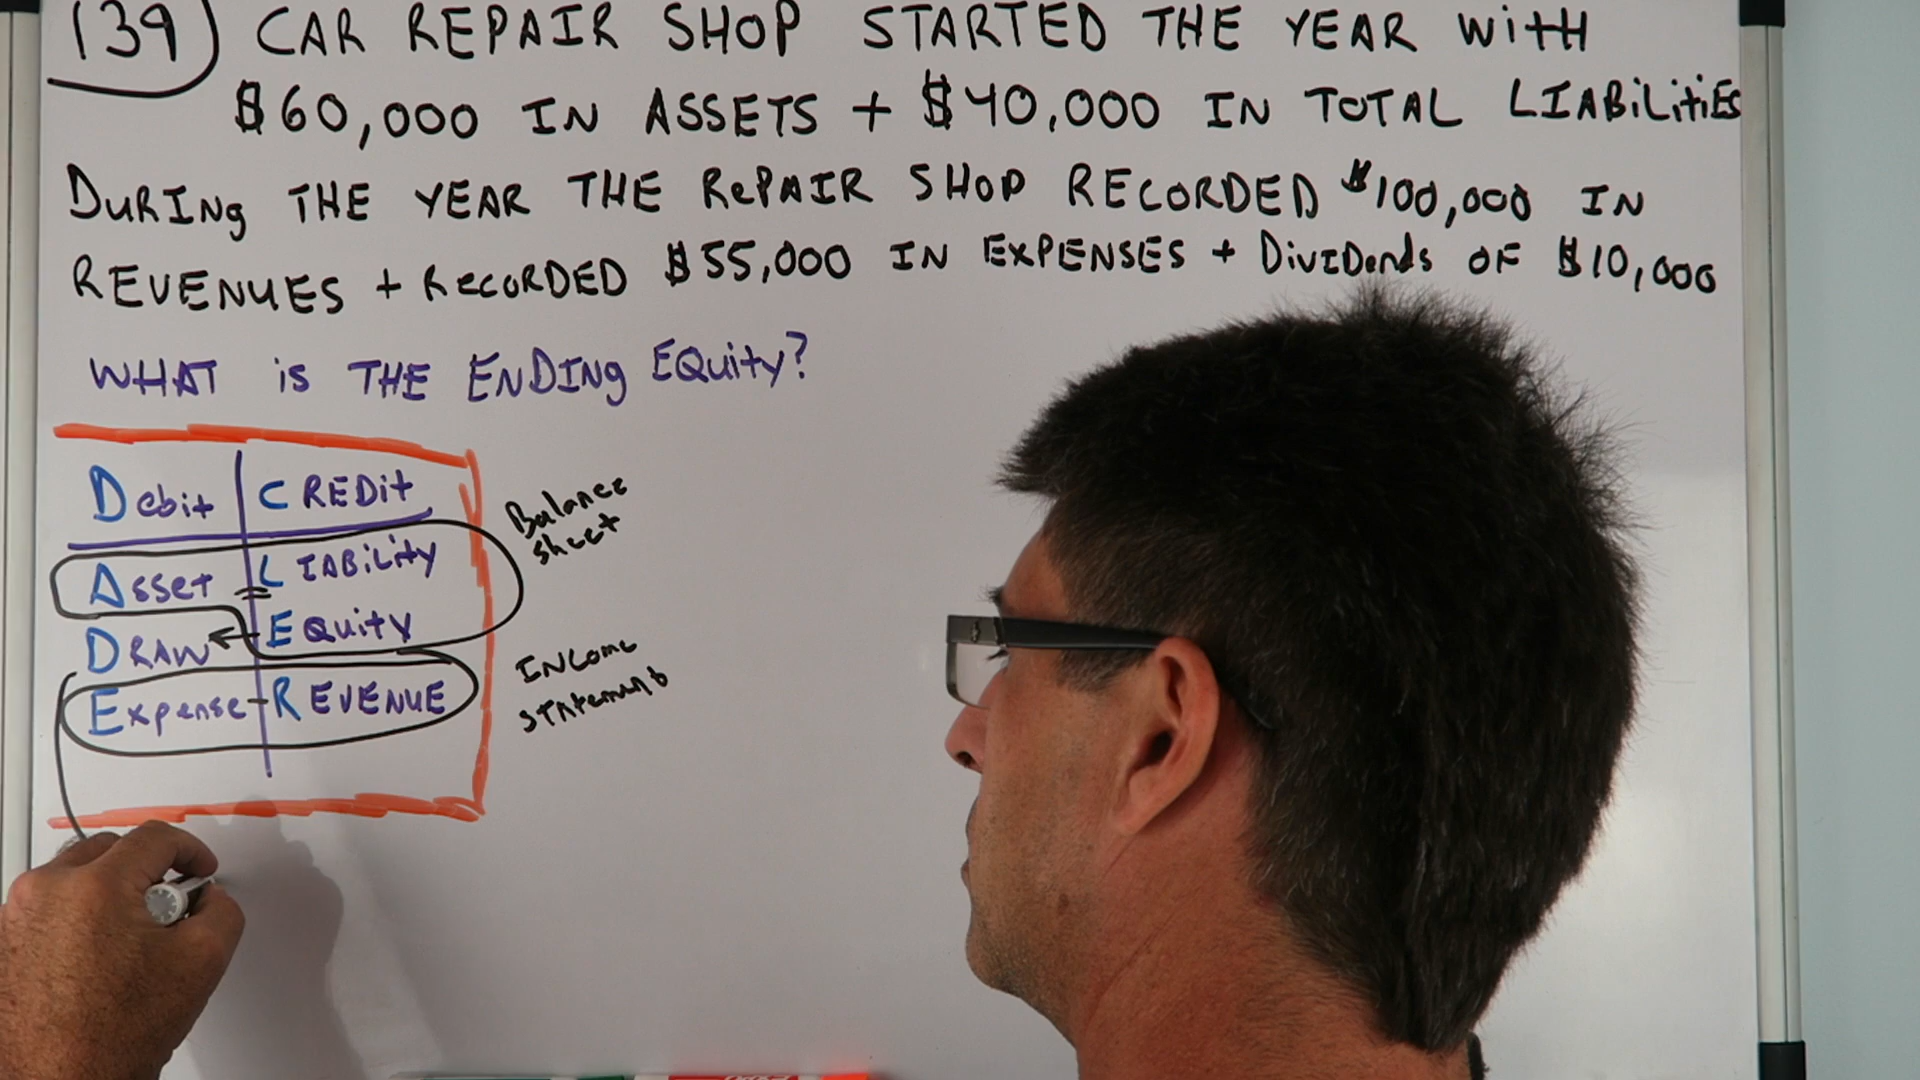 139) CAR REPAIR SHOP STARTED THE YEAR WITH
$60,000 IN ASSETS + $40,000 IN TOTAL LIABILITIES
DURING THE YEAR THE REPAIR SHOP RECORDED $100,000 IN
REVENUES + RECORDED $55,000 IN EXPENSES + DIVIDENDS OF $10,000
WHAT IS THE ENDING EQUITY?
Debit CREDIT
Balance
sheet
Asset = LIABILITY
DRAW ← EQUITY
INCOME
STATEMENT
Expense - REVENUE